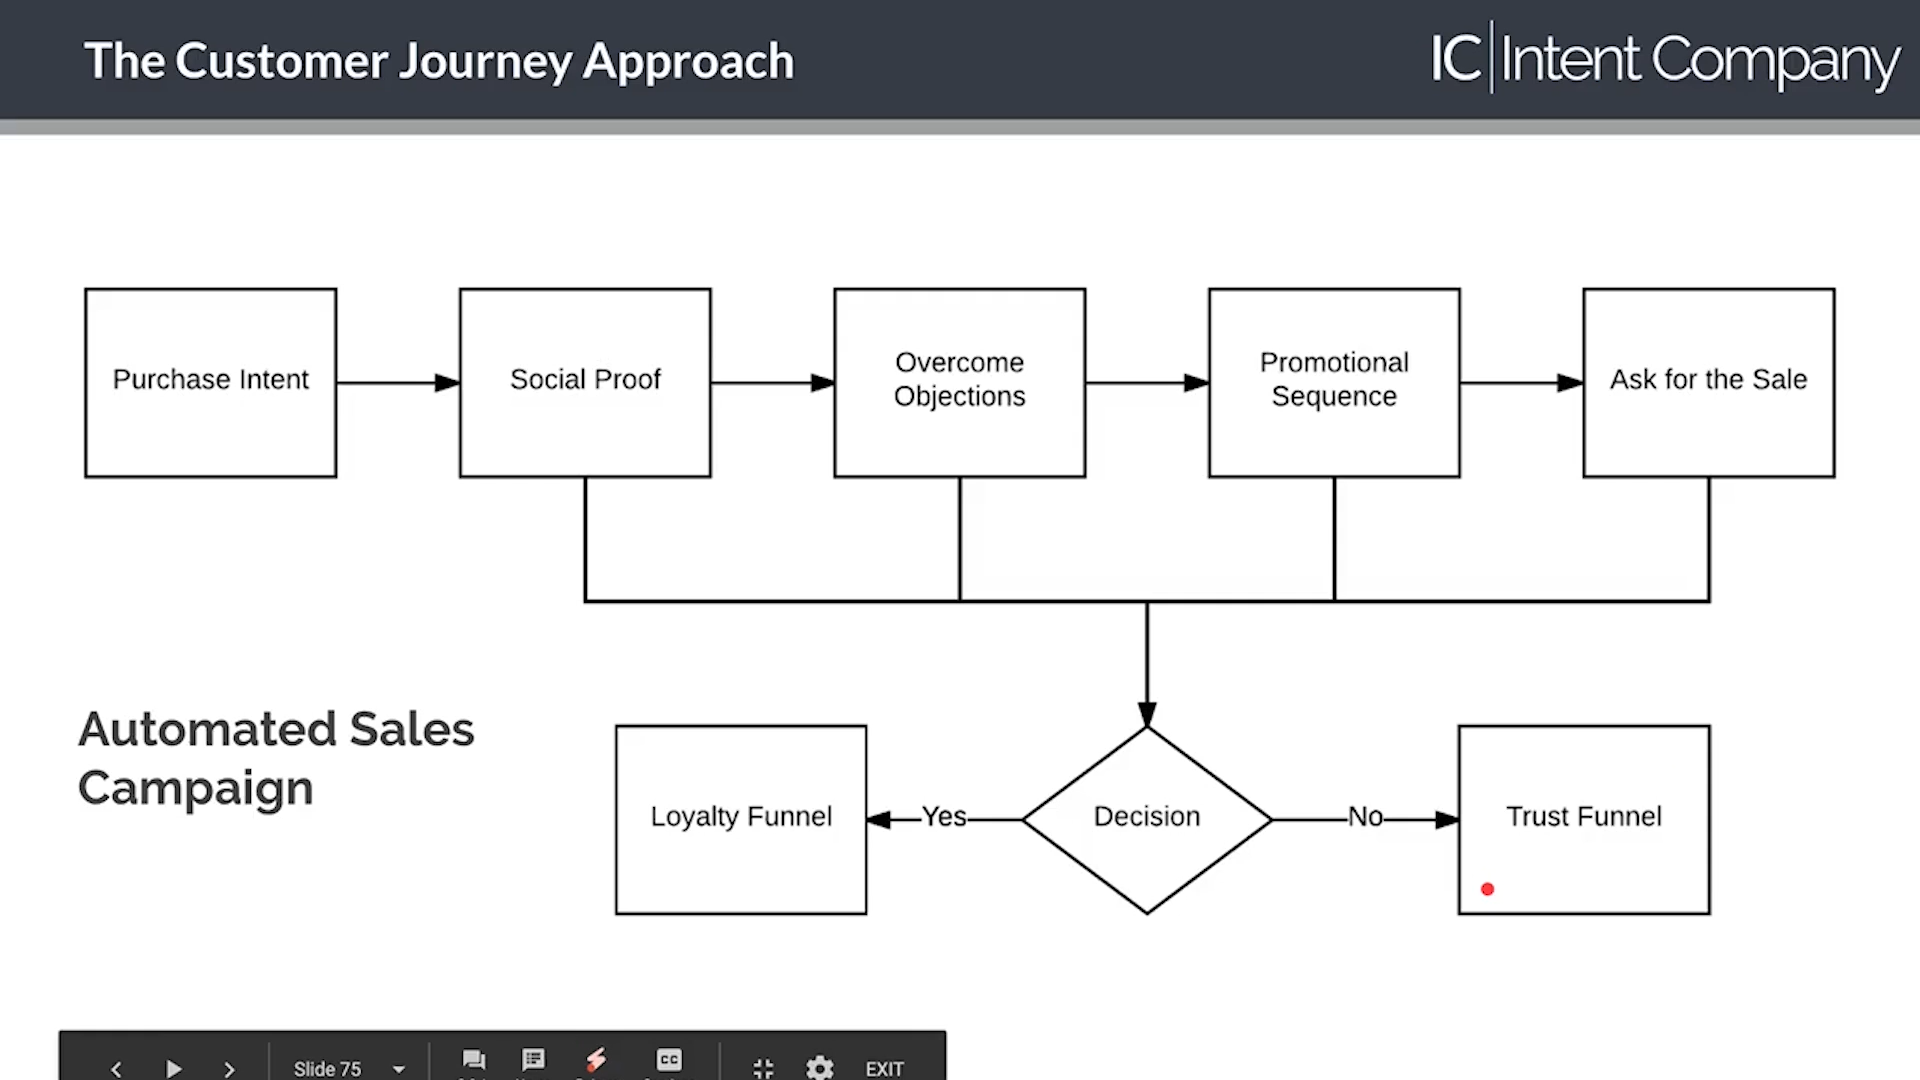 The Customer Journey Approach
IC Intent Company
Purchase Intent
Social Proof
Overcome
Objections
Promotional
Sequence
Ask for the Sale
Automated Sales
Campaign
Loyalty Funnel
Yes
Decision
No
Trust Funnel
Slide 75
CC
EXIT